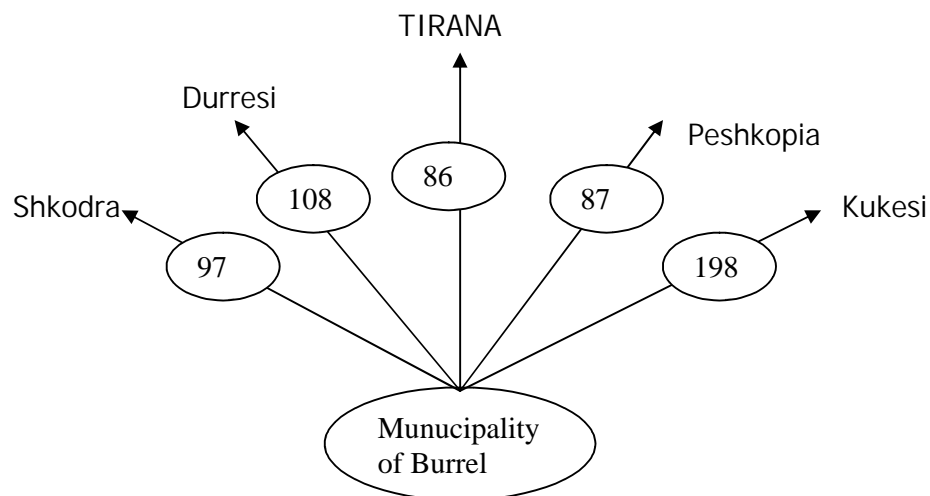 TIRANA
Durresi
Peshkopia
86
108
87
Shkodra
Kukesi
97
198
Munucipality
of Burrel